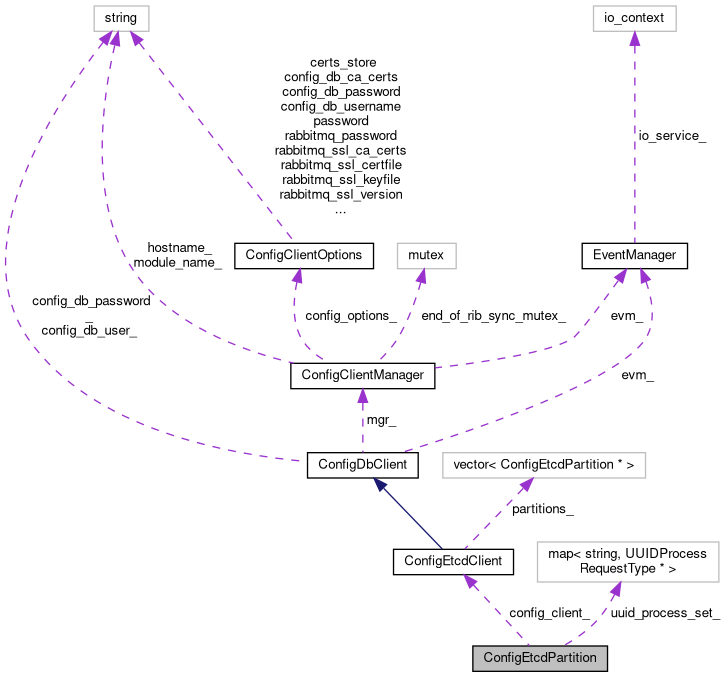 string
io_context
certs_store
config_db_ca_certs
config_db_password
config_db_username
password
rabbitmq_password
rabbitmq_ssl_ca_certs
rabbitmq_ssl_certfile
rabbitmq_ssl_keyfile
rabbitmq_ssl_version
...
io_service_
hostname_
module_name_
ConfigClientOptions
mutex
EventManager
config_db_password
_
config_db_user_
config_options_
end_of_rib_sync_mutex_
evm_
ConfigClientManager
evm_
mgr_
ConfigDbClient
vector< ConfigEtcdPartition * >
partitions_
ConfigEtcdClient
map< string, UUIDProcess
RequestType * >
config_client_
uuid_process_set_
ConfigEtcdPartition